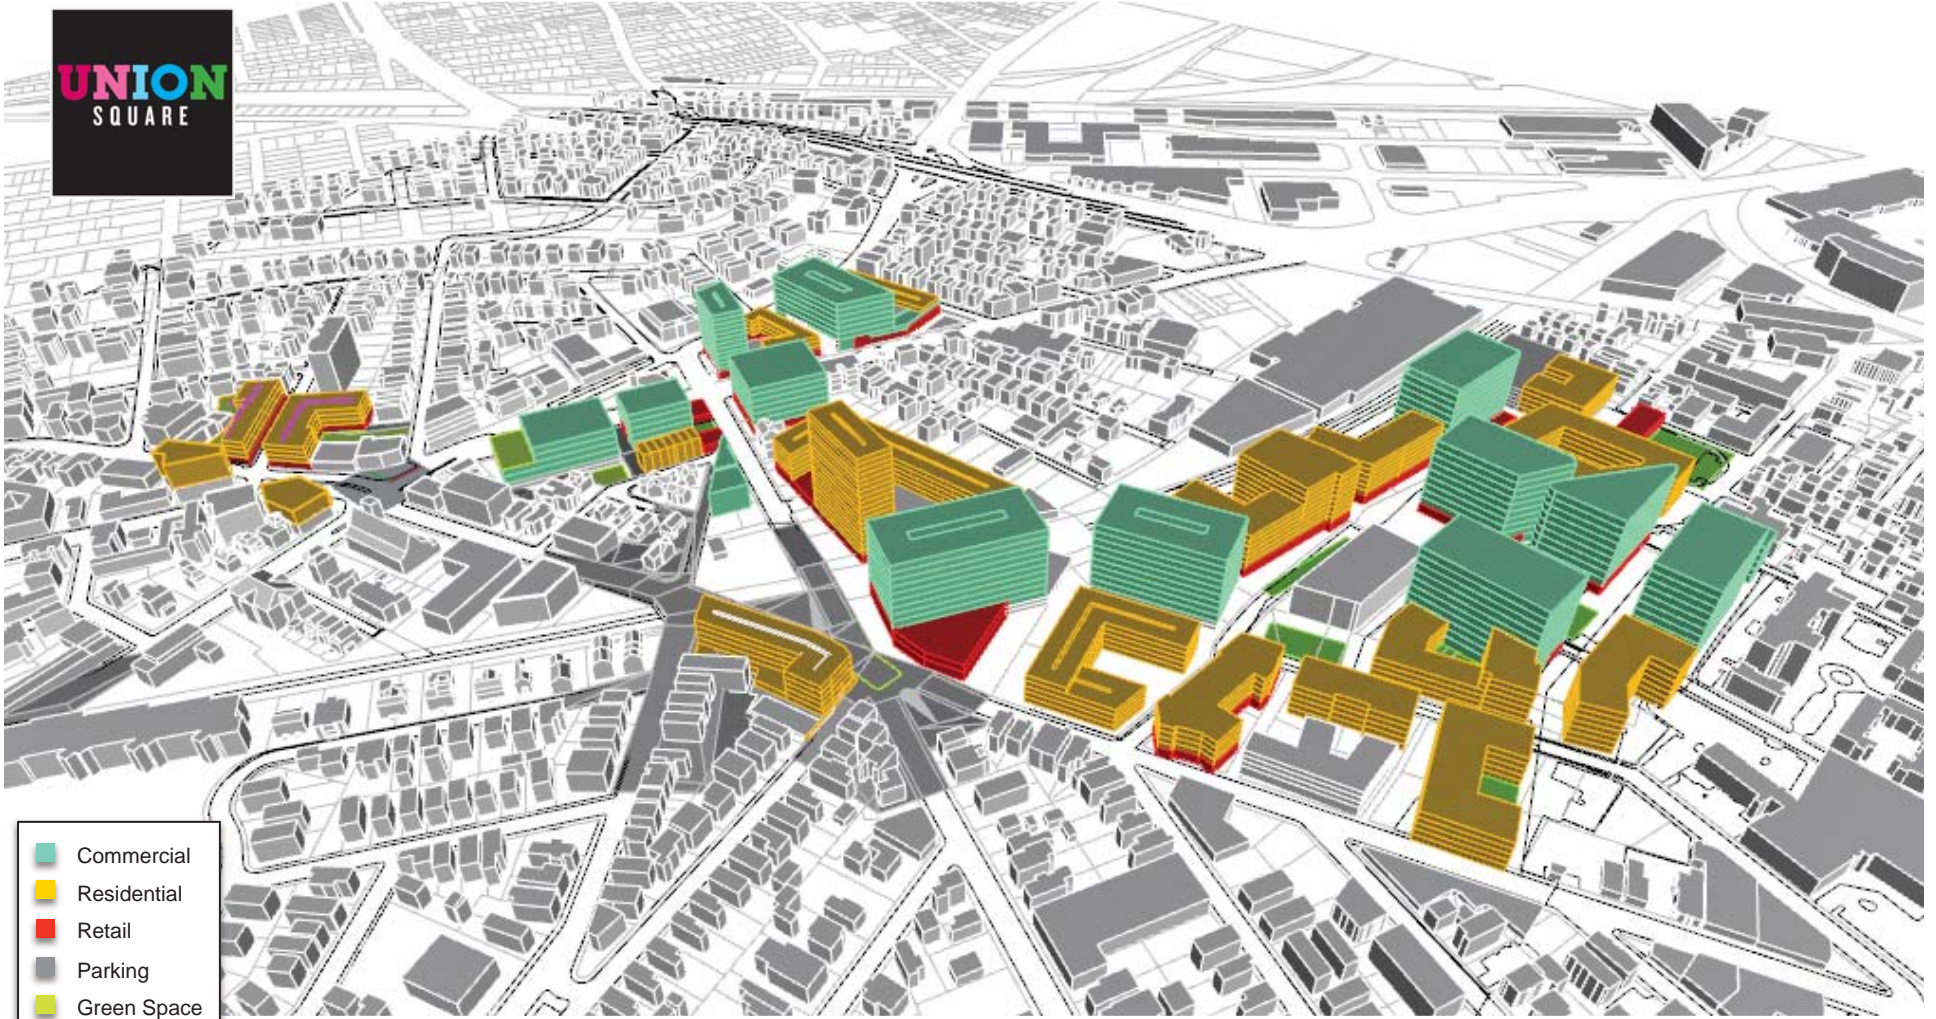 UNION
SQUARE
Commercial
Residential
Retail
Parking
Green Space